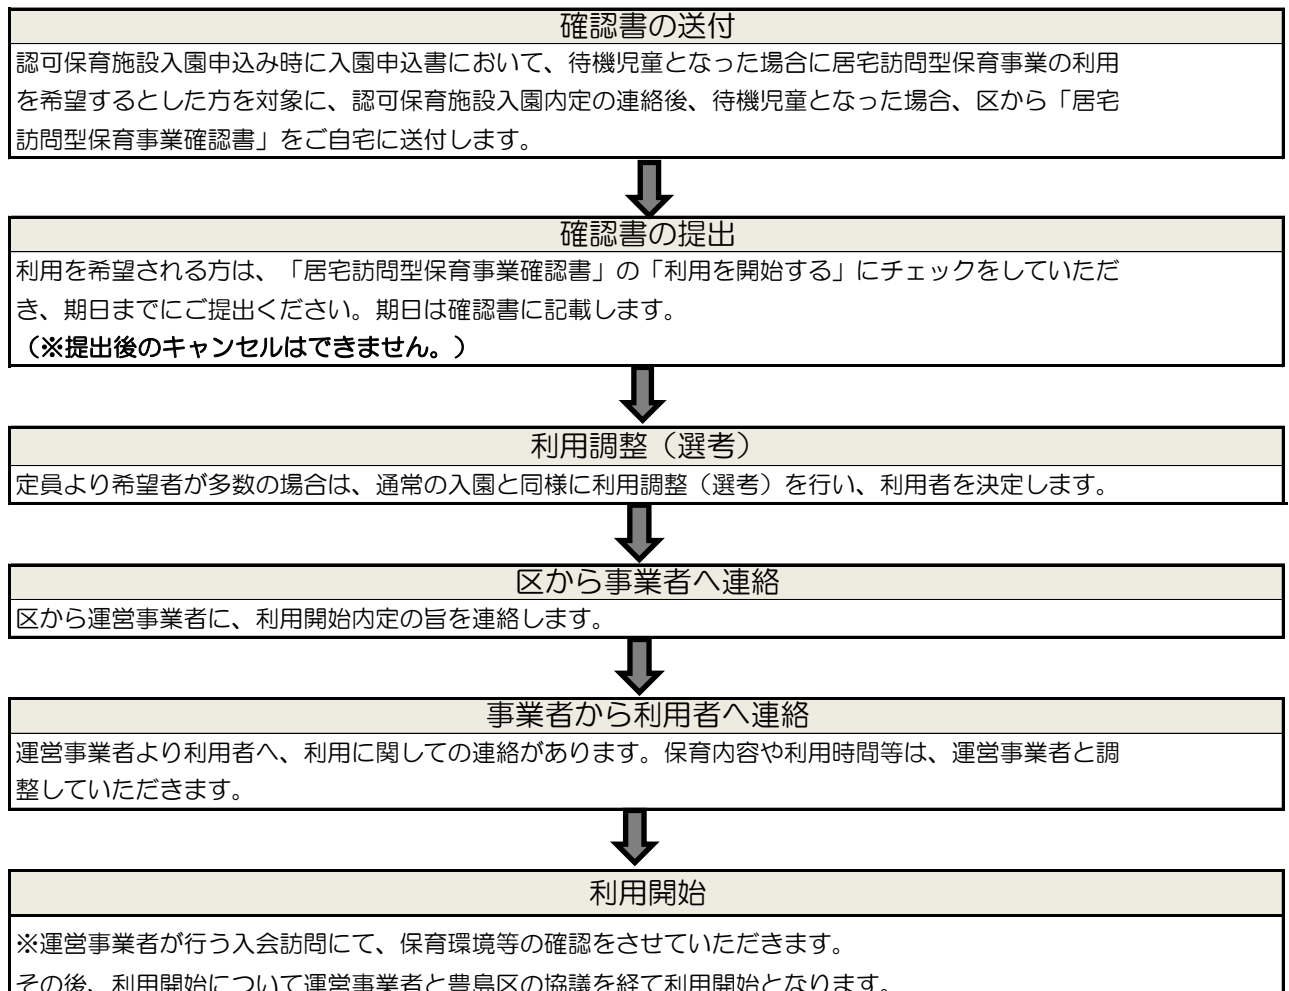 確認書の送付
認可保育施設入園申込み時に入園申込書において、待機児童となった場合に居宅訪問型保育事業の利用
を希望するとした方を対象に、認可保育施設入園内定の連絡後、待機児童となった場合、区から「居宅
訪問型保育事業確認書」をご自宅に送付します。
確認書の提出
利用を希望される方は、「居宅訪問型保育事業確認書」の「利用を開始する」にチェックをしていただ
き、期日までにご提出ください。期日は確認書に記載します。
（※提出後のキャンセルはできません。）
利用調整（選考）
定員より希望者が多数の場合は、通常の入園と同様に利用調整（選考）を行い、利用者を決定します。
区から事業者へ連絡
区から運営事業者に、利用開始内定の旨を連絡します。
事業者から利用者へ連絡
運営事業者より利用者へ、利用に関しての連絡があります。保育内容や利用時間等は、運営事業者と調
整していただきます。
利用開始
※運営事業者が行う入会訪問にて、保育環境等の確認をさせていただきます。
その後、利用開始について運営事業者と豊島区の協議を経て利用開始となります。